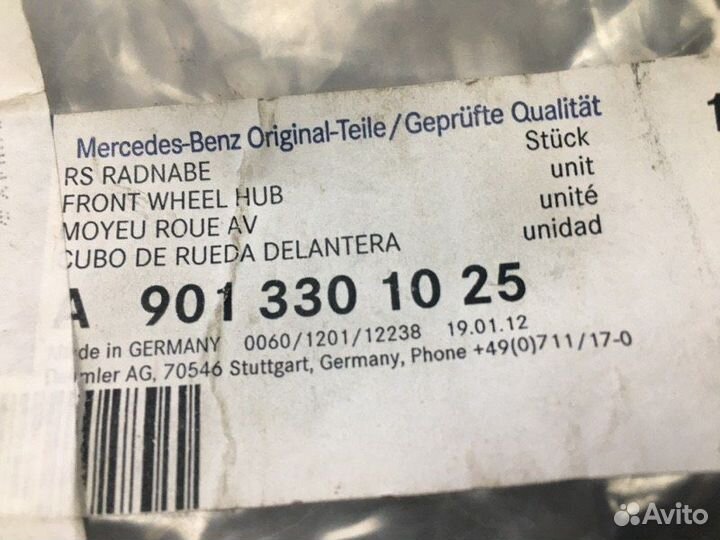 Mercedes-Benz Original-Teile/Geprüfte Qualität
RS RADNABE Stück
FRONT WHEEL HUB unit
MOYEU ROUE AV unité
CUBO DE RUEDA DELANTERA unidad
A 901 330 10 25
Made in GERMANY 0060/1201/12238 19.01.12
Daimler AG, 70546 Stuttgart, Germany, Phone +49(0)711/17-0
Avito